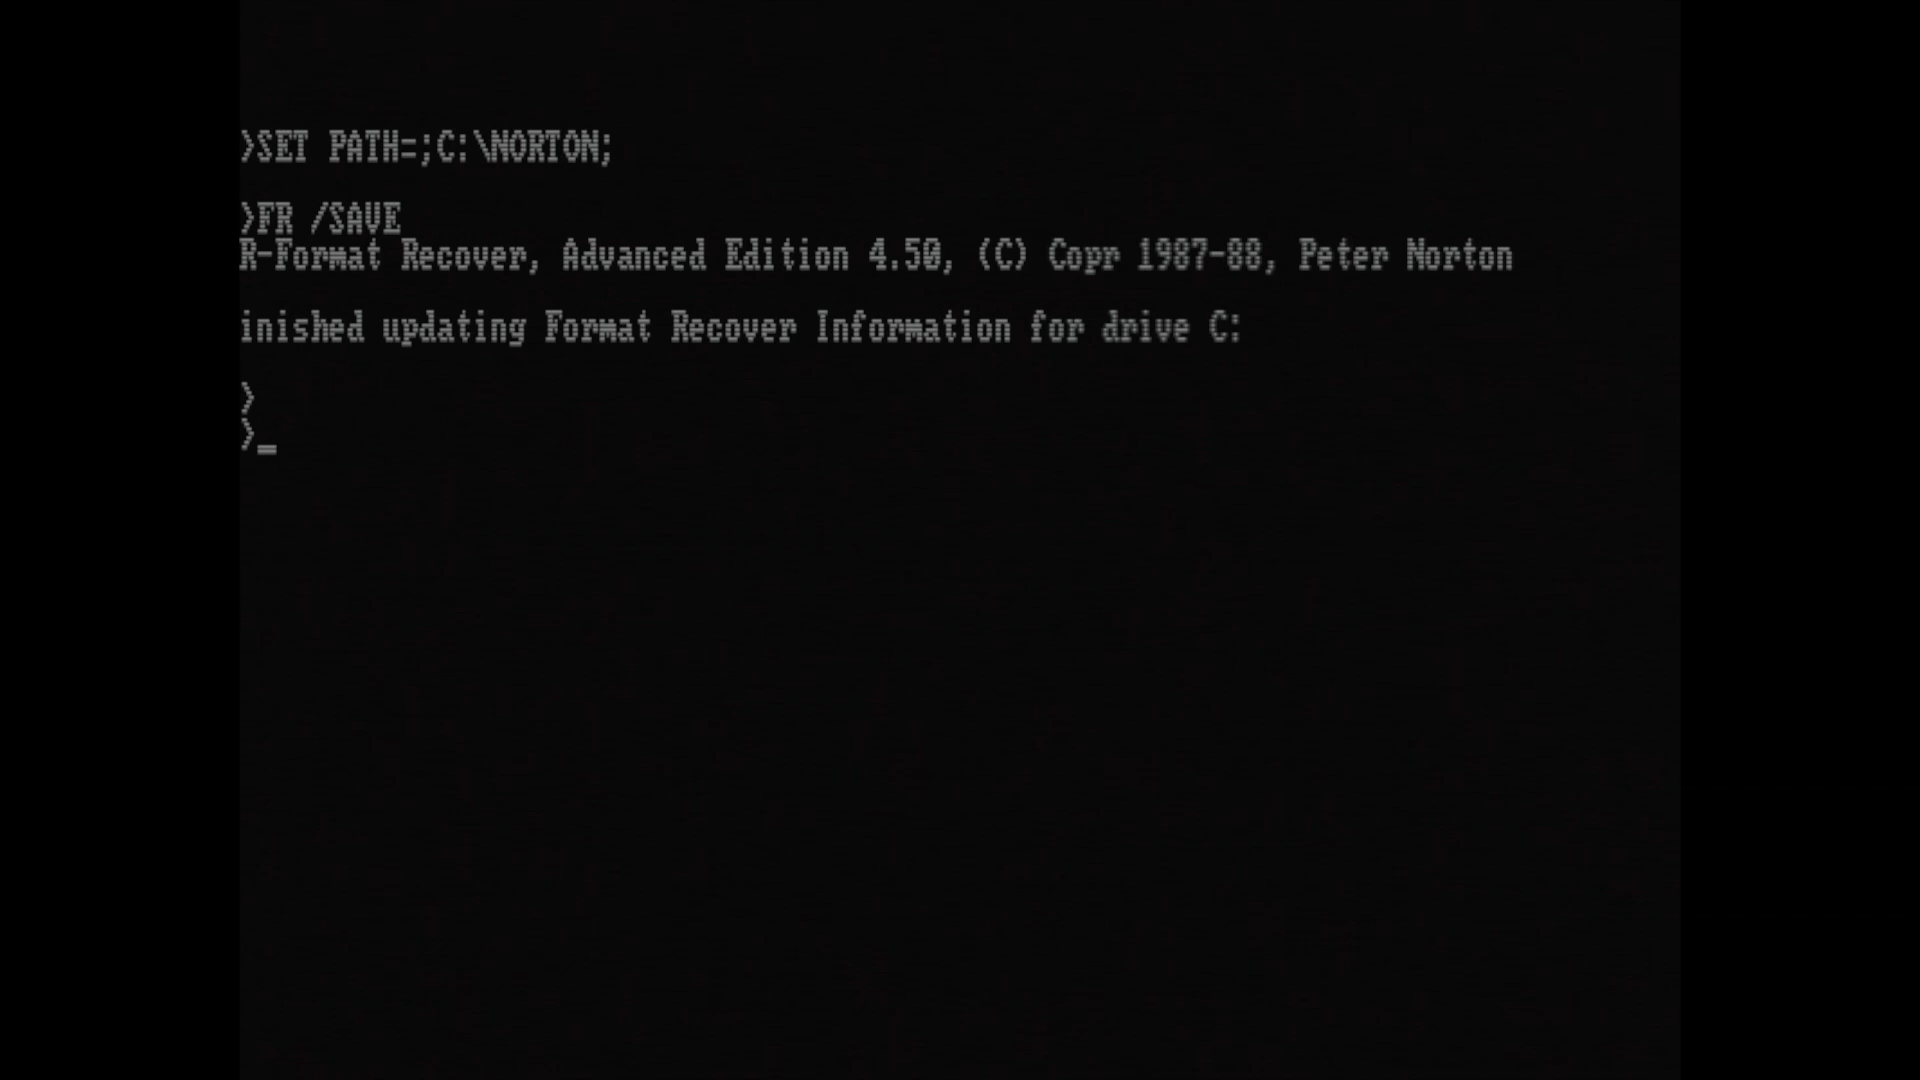 >SET PATH=;C:\NORTON;
>FR /SAVE
R-Format Recover, Advanced Edition 4.50, (C) Copr 1987-88, Peter Norton
inished updating Format Recover Information for drive C:
>
>_